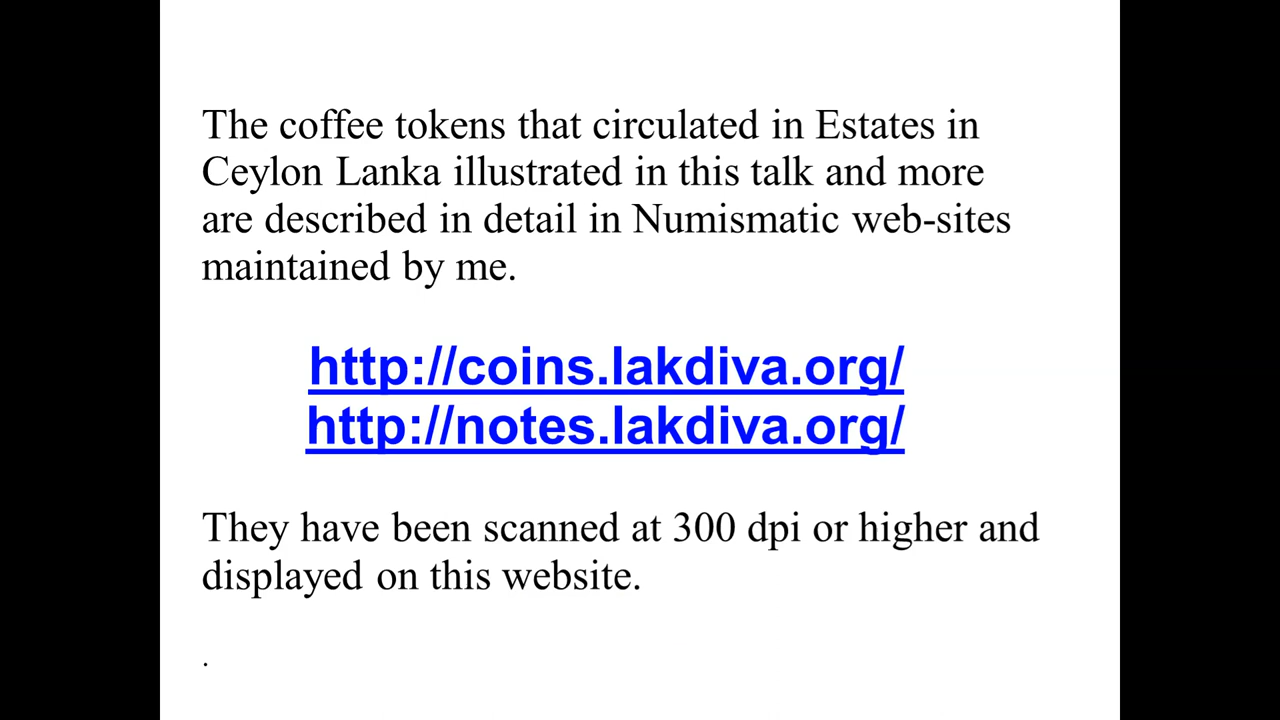 The coffee tokens that circulated in Estates in
Ceylon Lanka illustrated in this talk and more
are described in detail in Numismatic web-sites
maintained by me.
http://coins.lakdiva.org/
http://notes.lakdiva.org/
They have been scanned at 300 dpi or higher and
displayed on this website.
.